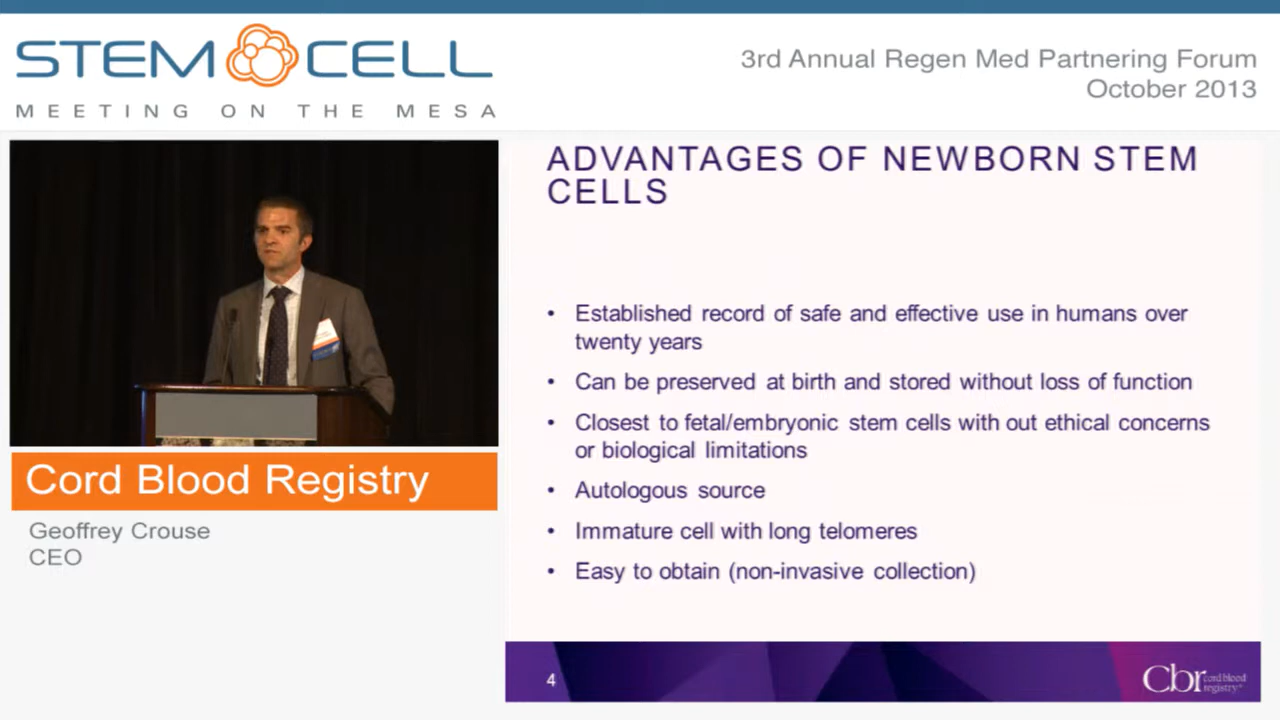 STEM CELL
MEETING ON THE MESA
3rd Annual Regen Med Partnering Forum
October 2013
ADVANTAGES OF NEWBORN STEM
CELLS
• Established record of safe and effective use in humans over
twenty years
• Can be preserved at birth and stored without loss of function
• Closest to fetal/embryonic stem cells with out ethical concerns
or biological limitations
• Autologous source
• Immature cell with long telomeres
• Easy to obtain (non-invasive collection)
Cord Blood Registry
Geoffrey Crouse
CEO
4
Cbr cord blood
registry